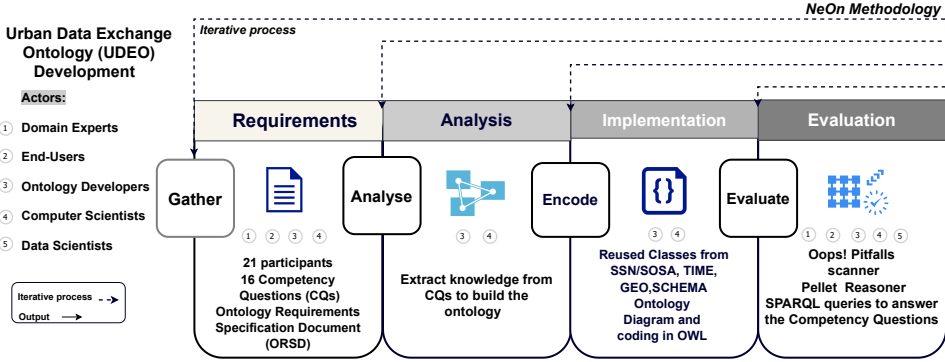 NeOn Methodology
Urban Data Exchange
Ontology (UDEO)
Development
Iterative process
Actors:
1 Domain Experts
2 End-Users
3 Ontology Developers
4 Computer Scientists
5 Data Scientists
Iterative process
Output
Requirements
Analysis
Implementation
Evaluation
Gather
Analyse
Encode
Evaluate
1 2 3 4
21 participants
16 Competency
Questions (CQs)
Ontology Requirements
Specification Document
(ORSD)
3 4
Extract knowledge from
CQs to build the
ontology
{}
3 4
Reused Classes from
SSN/SOSA, TIME,
GEO,SCHEMA
Ontology
Diagram and
coding in OWL
1 2 3 4 5
Oops! Pitfalls
scanner
Pellet Reasoner
SPARQL queries to answer
the Competency Questions